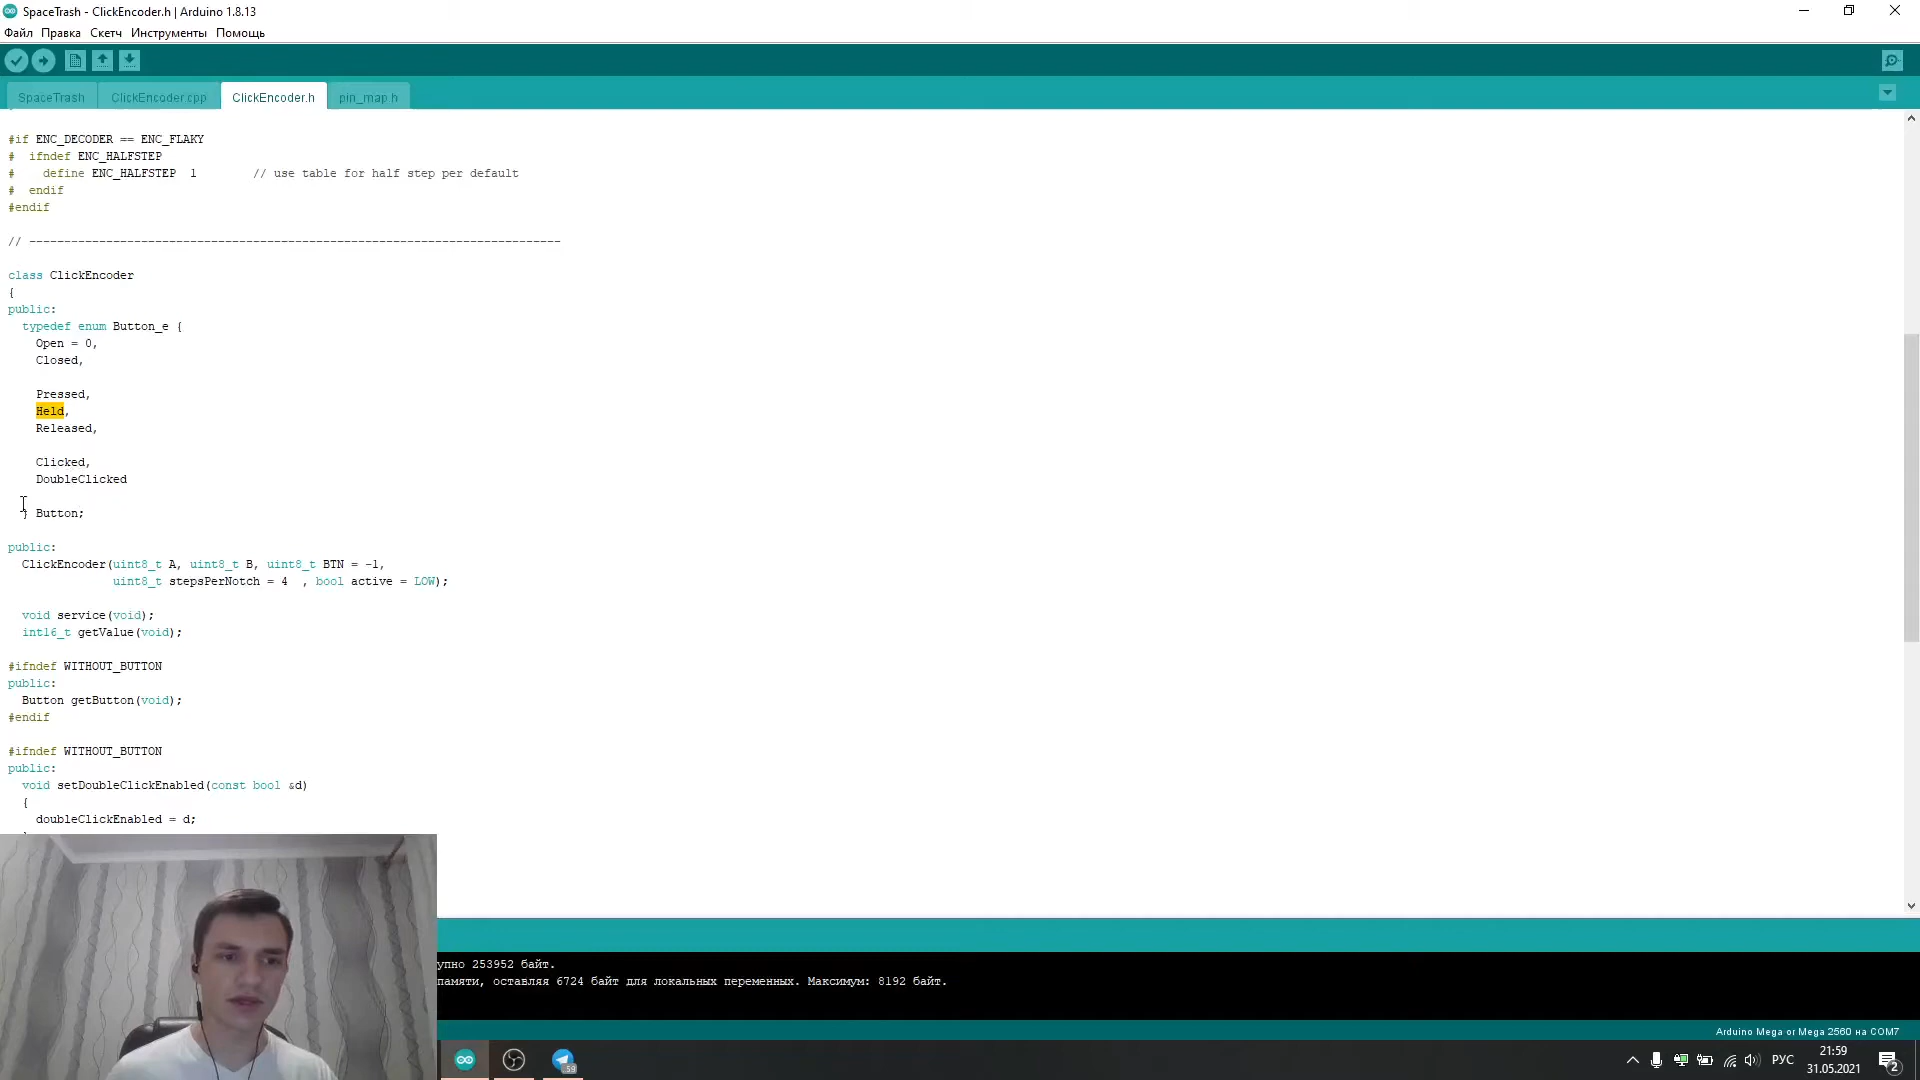 SpaceTrash - ClickEncoder.h | Arduino 1.8.13
Файл Правка Скетч Инструменты Помощь
SpaceTrash ClickEncoder.cpp ClickEncoder.h pin_map.h
#if ENC_DECODER == ENC_FLAKY
#  ifndef ENC_HALFSTEP
#    define ENC_HALFSTEP  1        // use table for half step per default
#  endif
#endif
// ----------------------------------------------------------------------------
class ClickEncoder
{
public:
  typedef enum Button_e {
    Open = 0,
    Closed,
    Pressed,
    Held,
    Released,
    Clicked,
    DoubleClicked
  } Button;
public:
  ClickEncoder(uint8_t A, uint8_t B, uint8_t BTN = -1,
               uint8_t stepsPerNotch = 4  , bool active = LOW);
  void service(void);
  int16_t getValue(void);
#ifndef WITHOUT_BUTTON
public:
  Button getButton(void);
#endif
#ifndef WITHOUT_BUTTON
public:
  void setDoubleClickEnabled(const bool &d)
  {
    doubleClickEnabled = d;
упно 253952 байт.
памяти, оставляя 6724 байт для локальных переменных. Максимум: 8192 байт.
Arduino Mega or Mega 2560 на COM7
59
РУС
21:59
31.05.2021
2